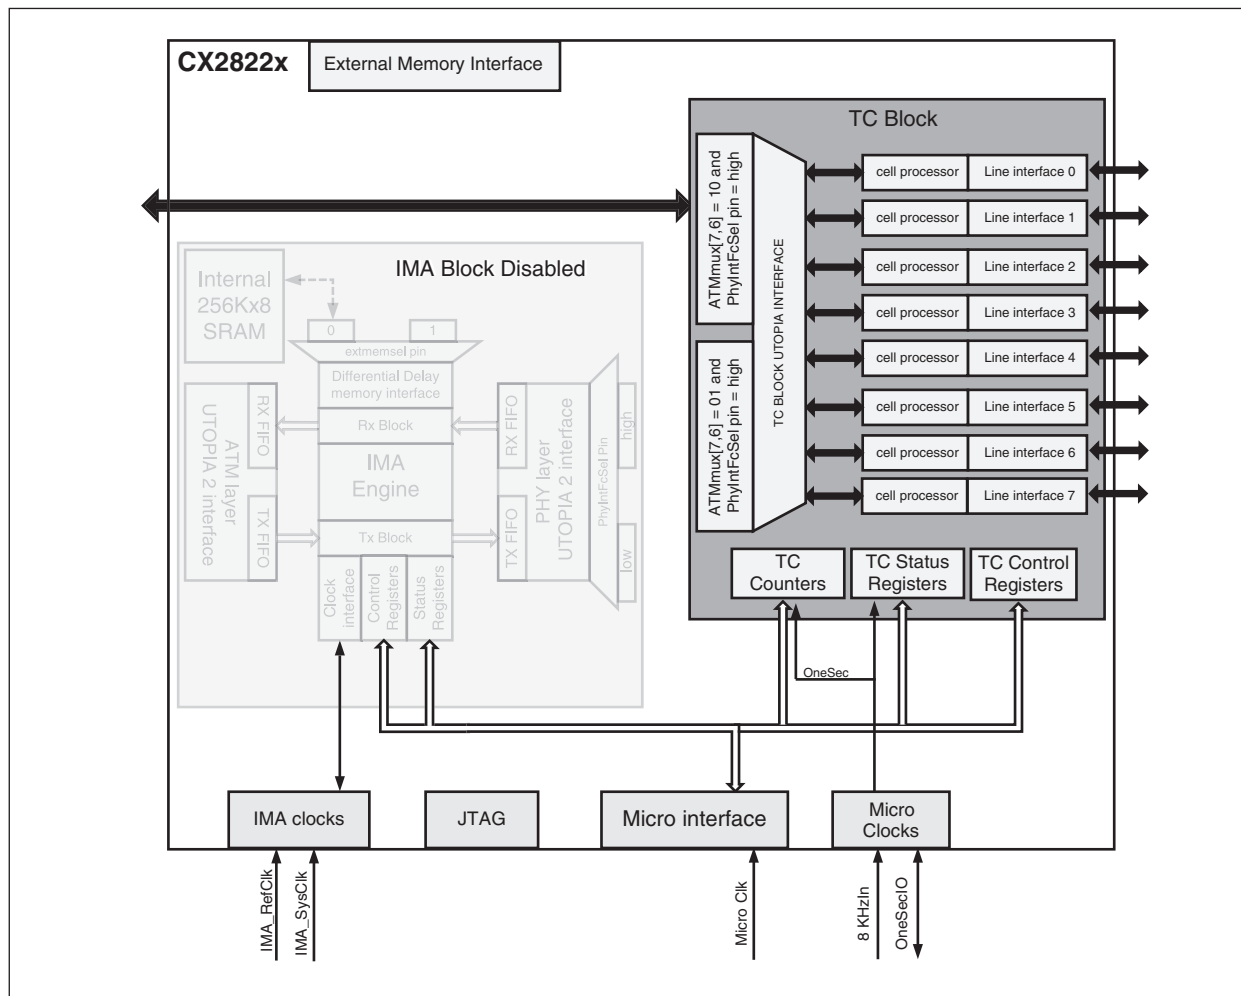 CX2822x
External Memory Interface
TC Block
ATMmux[7,6] = 10 and
PhyIntFcSel pin = high
ATMmux[7,6] = 01 and
PhyIntFcSel pin = high
TC BLOCK UTOPIA INTERFACE
cell processor
Line interface 0
cell processor
Line interface 1
cell processor
Line interface 2
cell processor
Line interface 3
cell processor
Line interface 4
cell processor
Line interface 5
cell processor
Line interface 6
cell processor
Line interface 7
TC
Counters
TC Status
Registers
TC Control
Registers
OneSec
IMA Block Disabled
Internal
256Kx8
SRAM
0
1
extmemsel pin
Differential Delay
memory interface
Rx Block
IMA
Engine
Tx Block
ATM layer
UTOPIA 2 interface
RX FIFO
TX FIFO
RX FIFO
TX FIFO
PHY layer
UTOPIA 2 interface
PhyIntFcSel Pin
high
low
Clock
interface
Control
Registers
Status
Registers
IMA clocks
JTAG
Micro interface
Micro
Clocks
IMA_RefClk
IMA_SysClk
Micro Clk
8 KHzIn
OneSecIO